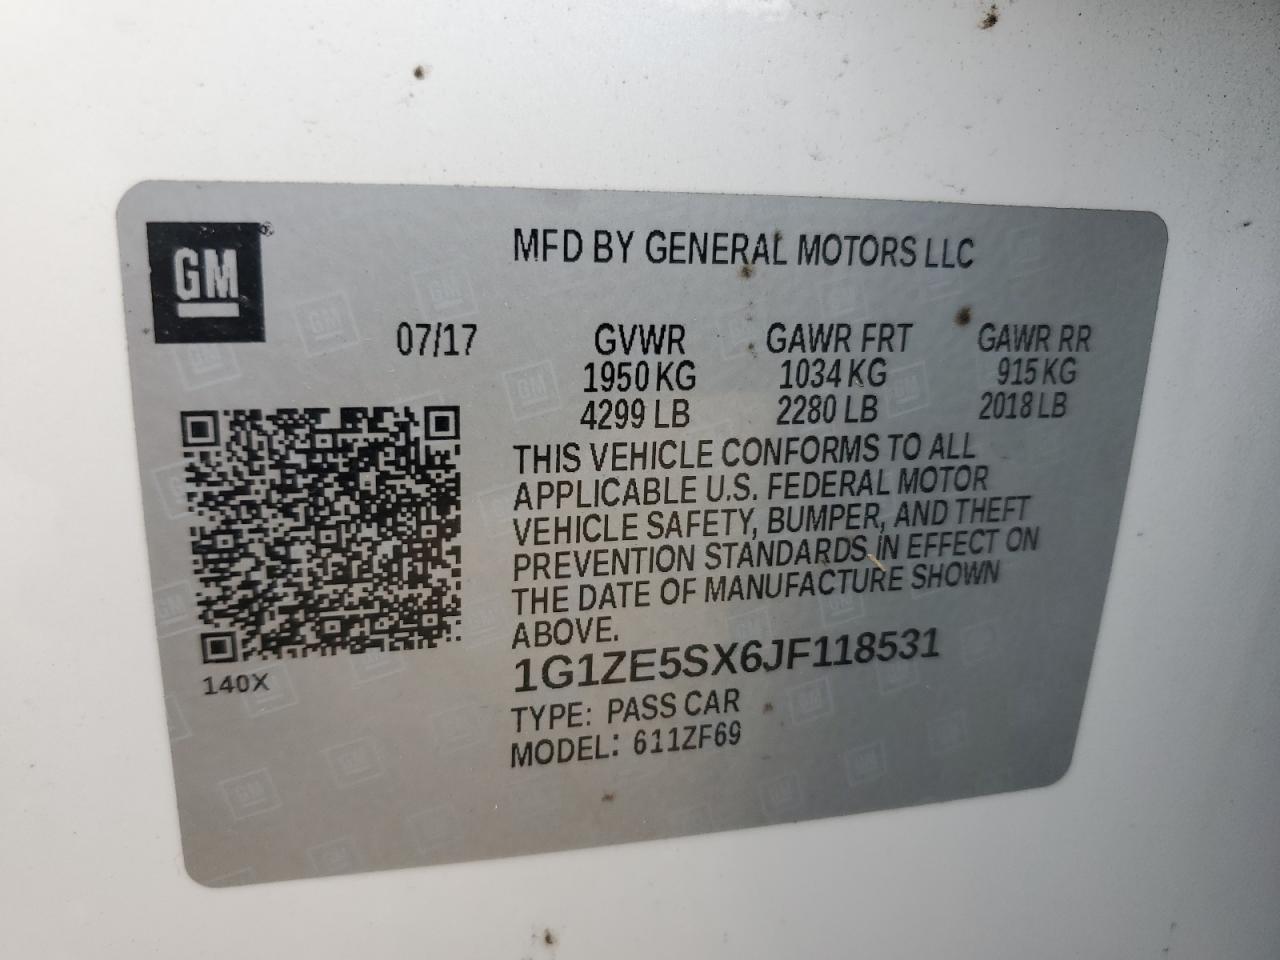 GM
MFD BY GENERAL MOTORS LLC
07/17 GVWR GAWR FRT GAWR RR
1950 KG 1034 KG 915 KG
4299 LB 2280 LB 2018 LB
THIS VEHICLE CONFORMS TO ALL
APPLICABLE U.S. FEDERAL MOTOR
VEHICLE SAFETY, BUMPER, AND THEFT
PREVENTION STANDARDS IN EFFECT ON
THE DATE OF MANUFACTURE SHOWN
ABOVE.
140X
1G1ZE5SX6JF118531
TYPE: PASS CAR
MODEL: 611ZF69